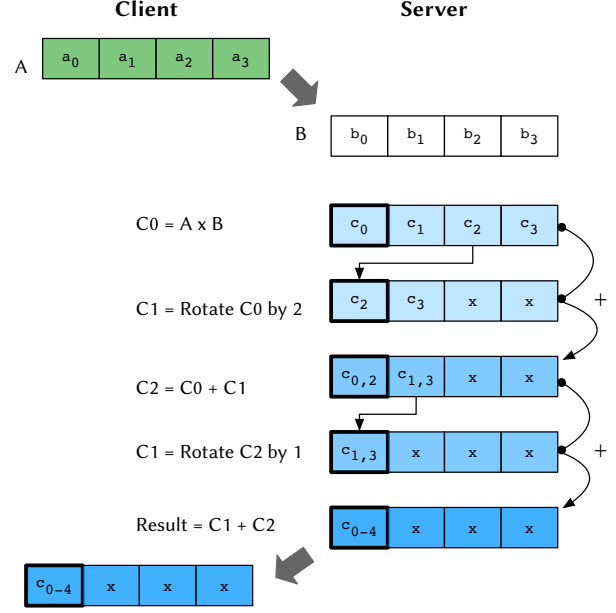 Client Server
A a0 a1 a2 a3
B b0 b1 b2 b3
C0 = A x B c0 c1 c2 c3
C1 = Rotate C0 by 2 c2 c3 x x +
C2 = C0 + C1 c0,2 c1,3 x x
C1 = Rotate C2 by 1 c1,3 x x x +
Result = C1 + C2 c0-4 x x x
c0-4 x x x